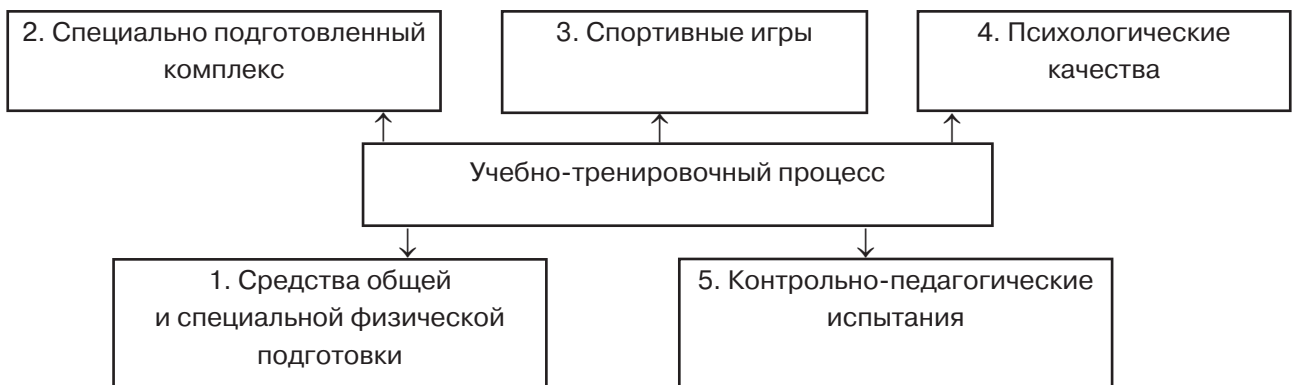 2. Специально подготовленный
комплекс
3. Спортивные игры
4. Психологические
качества
Учебно-тренировочный процесс
1. Средства общей
и специальной физической
подготовки
5. Контрольно-педагогические
испытания